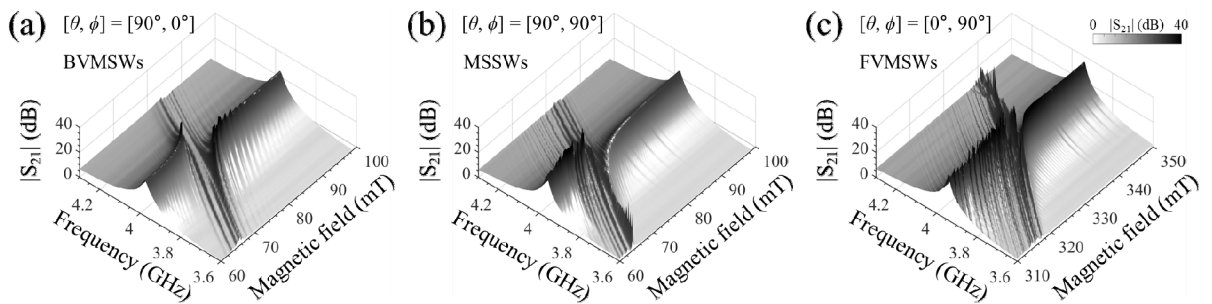 (a) [θ, ϕ] = [90°, 0°]
BVMSWs
|S21| (dB)
40
20
0
4.2
4
3.8
3.6
Frequency (GHz)
60
70
80
90
100
Magnetic field (mT)
(b) [θ, ϕ] = [90°, 90°]
MSSWs
|S21| (dB)
40
20
0
4.2
4
3.8
3.6
Frequency (GHz)
60
70
80
90
100
Magnetic field (mT)
(c) [θ, ϕ] = [0°, 90°]
FVMSWs
0 |S21| (dB) 40
|S21| (dB)
40
20
0
4.2
4
3.8
3.6
Frequency (GHz)
310
320
330
340
350
Magnetic field (mT)